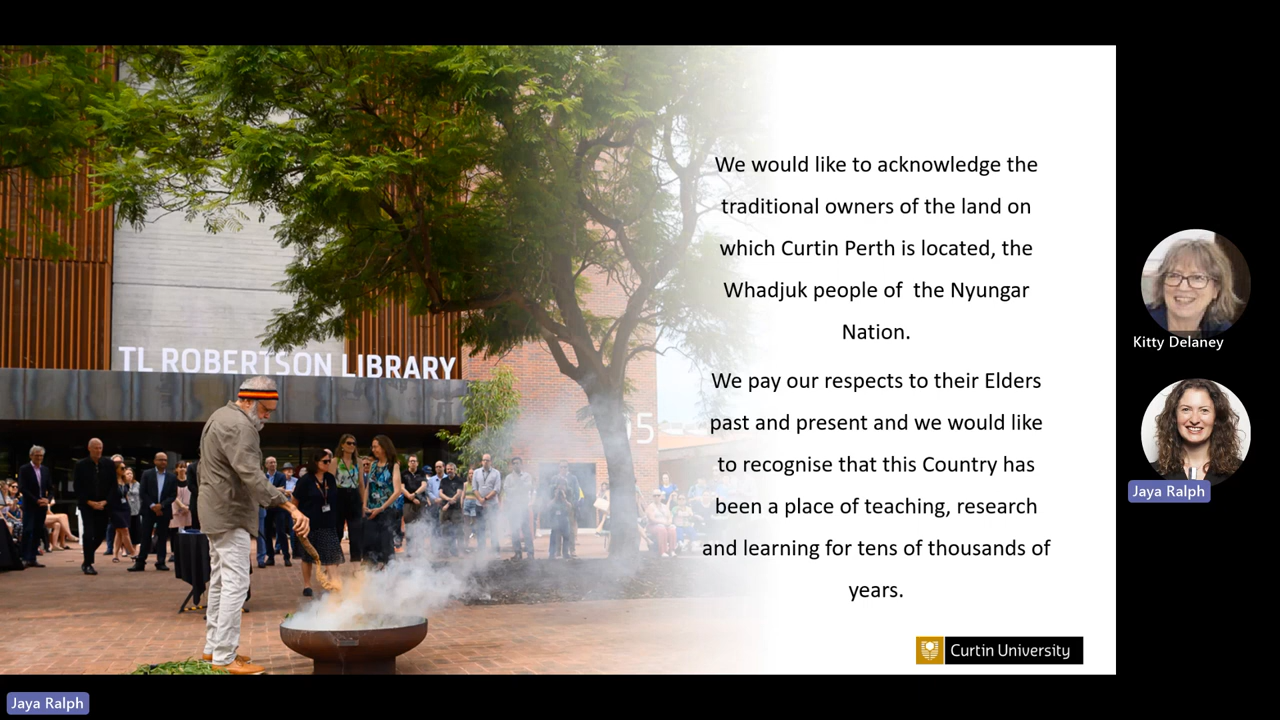 We would like to acknowledge the
traditional owners of the land on
which Curtin Perth is located, the
Whadjuk people of  the Nyungar
Nation.
We pay our respects to their Elders
past and present and we would like
to recognise that this Country has
been a place of teaching, research
and learning for tens of thousands of
years.
TL ROBERTSON LIBRARY
Curtin University
Kitty Delaney
Jaya Ralph
Jaya Ralph